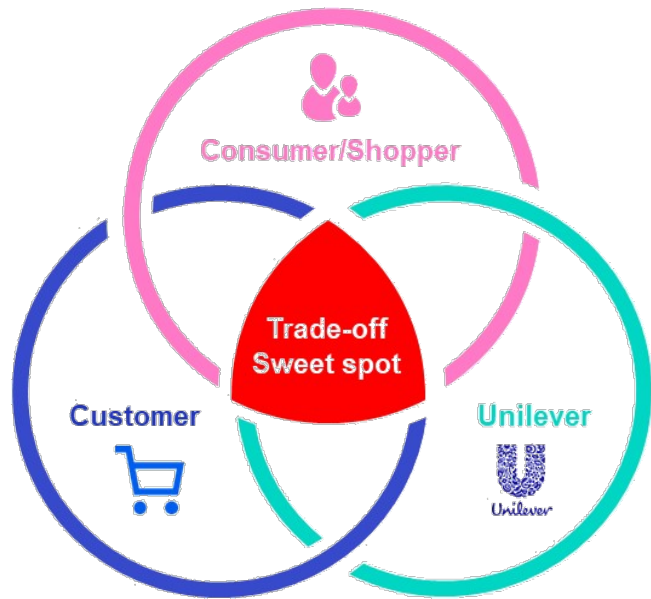 Consumer/Shopper
Trade-off
Sweet spot
Customer
Unilever
Unilever